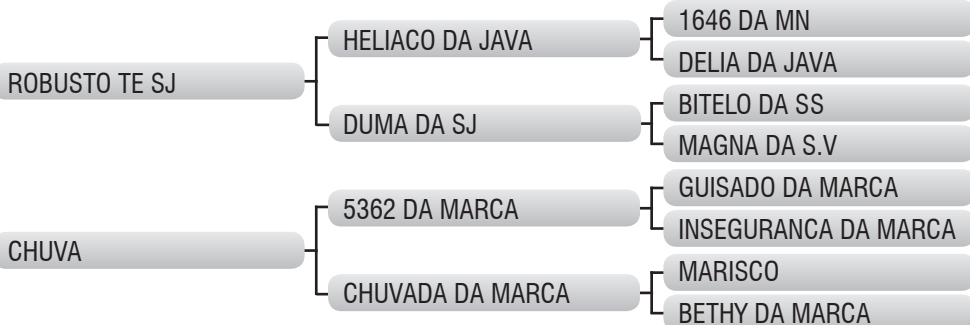 ROBUSTO TE SJ
HELIACO DA JAVA
1646 DA MN
DELIA DA JAVA
DUMA DA SJ
BITELO DA SS
MAGNA DA S.V
CHUVA
5362 DA MARCA
GUISADO DA MARCA
INSEGURANCA DA MARCA
CHUVADA DA MARCA
MARISCO
BETHY DA MARCA